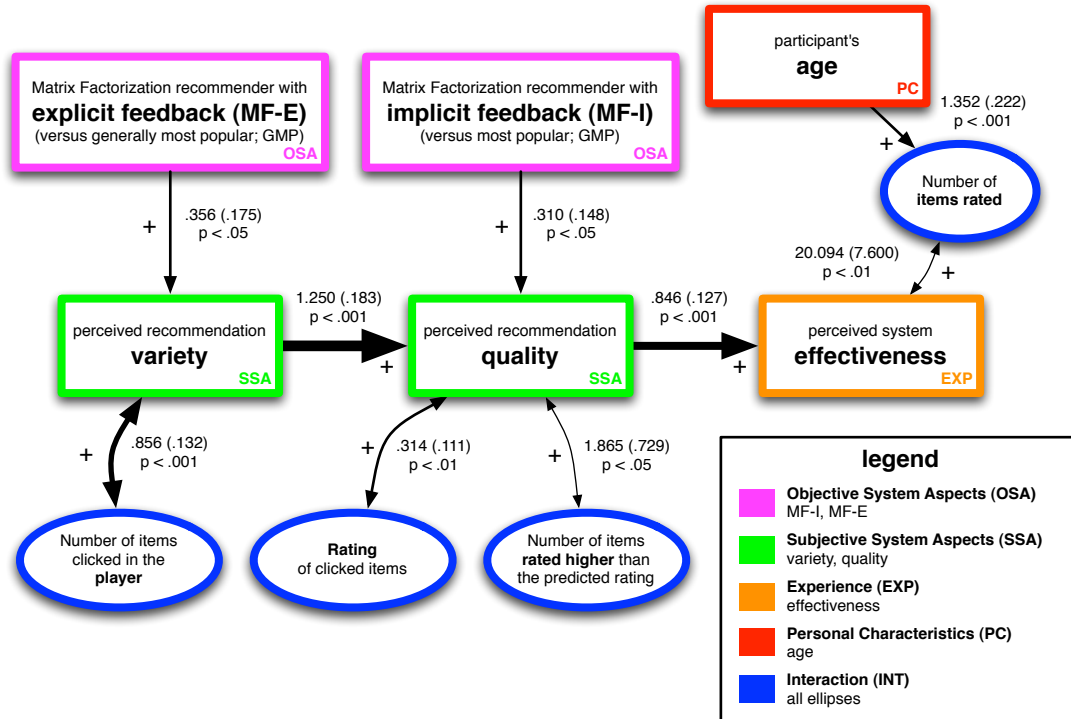 Matrix Factorization recommender with
explicit feedback (MF-E)
(versus generally most popular; GMP)
OSA
Matrix Factorization recommender with
implicit feedback (MF-I)
(versus most popular; GMP)
OSA
participant's
age
PC
1.352 (.222)
p < .001
+
Number of
items rated
+
.356 (.175)
p < .05
+
.310 (.148)
p < .05
20.094 (7.600)
p < .01
+
perceived recommendation
variety
SSA
1.250 (.183)
p < .001
+
perceived recommendation
quality
SSA
.846 (.127)
p < .001
+
perceived system
effectiveness
EXP
+
.856 (.132)
p < .001
+
.314 (.111)
p < .01
+
1.865 (.729)
p < .05
Number of items
clicked in the
player
Rating
of clicked items
Number of items
rated higher than
the predicted rating
legend
Objective System Aspects (OSA)
MF-I, MF-E
Subjective System Aspects (SSA)
variety, quality
Experience (EXP)
effectiveness
Personal Characteristics (PC)
age
Interaction (INT)
all ellipses